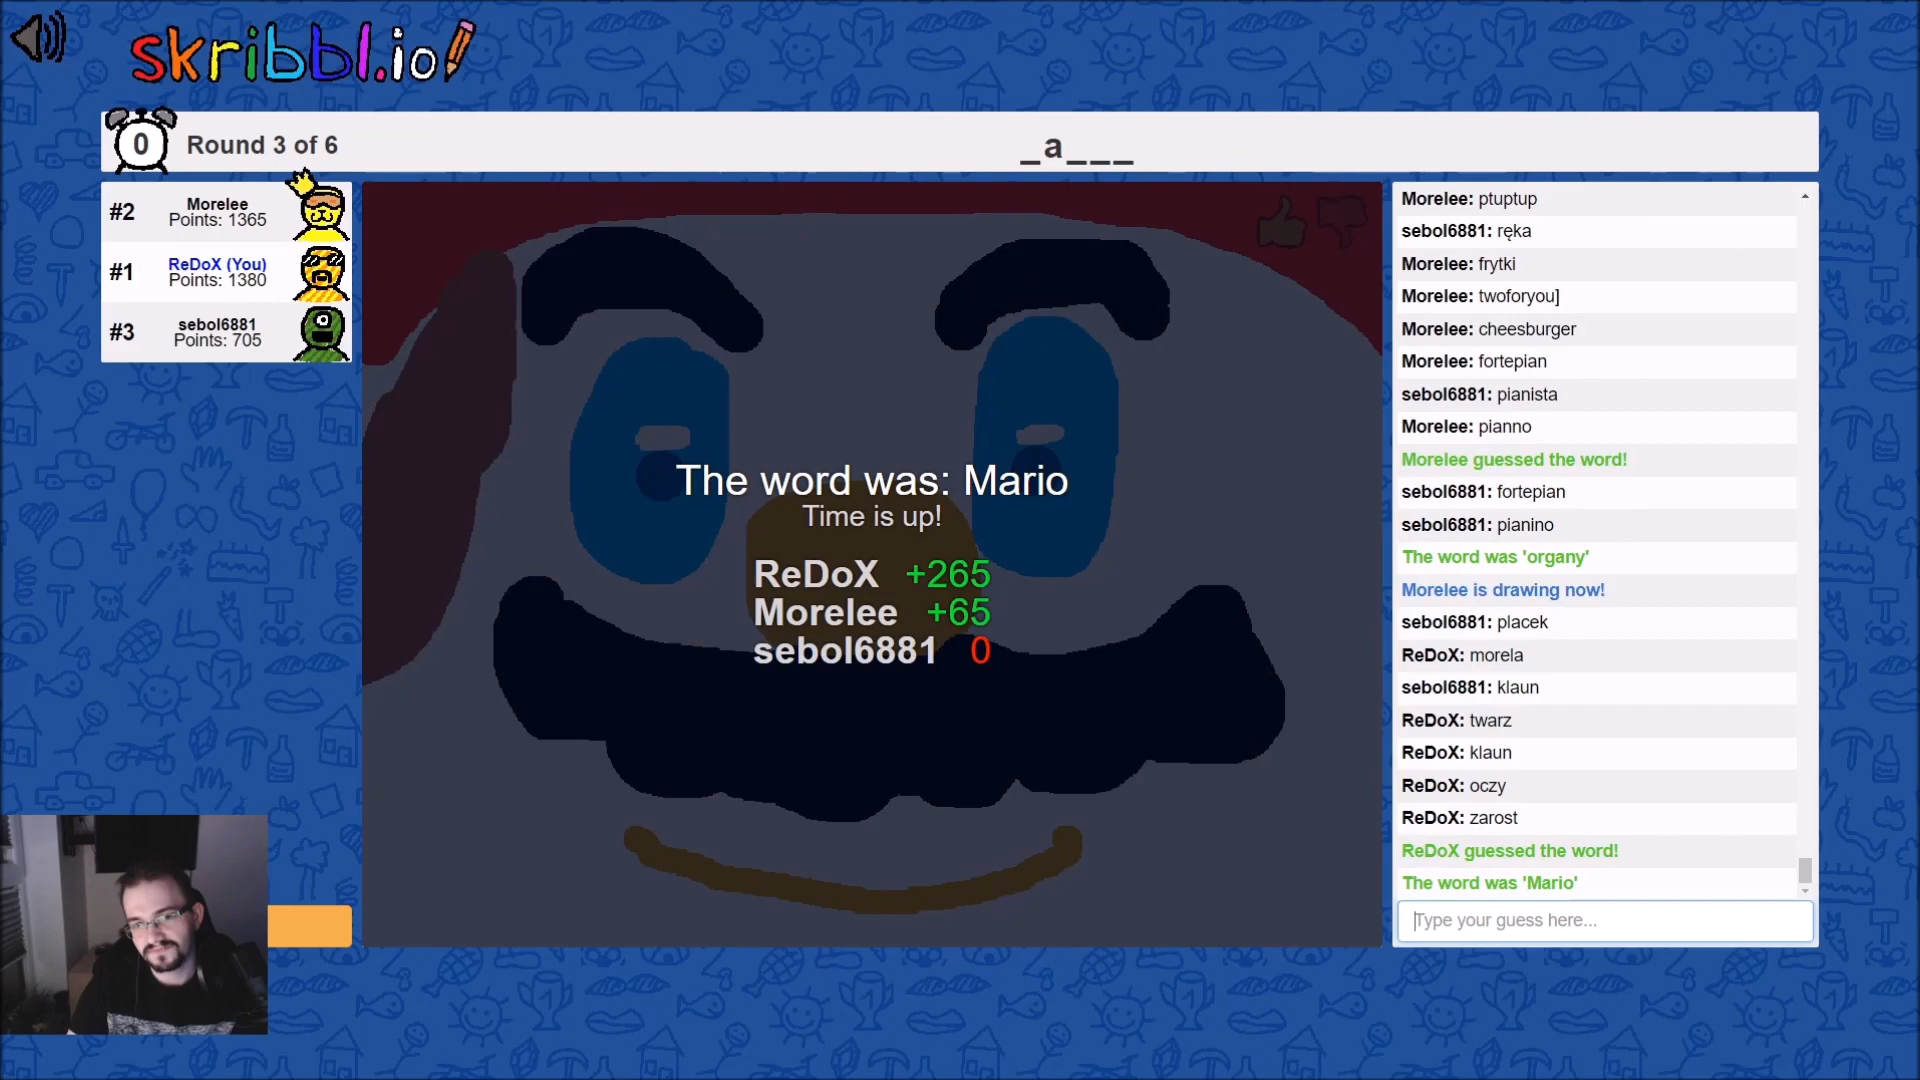 skribbl.io
0
Round 3 of 6
_a___
#2
Morelee
Points: 1365
#1
ReDoX (You)
Points: 1380
#3
sebol6881
Points: 705
The word was: Mario
Time is up!
ReDoX +265
Morelee +65
sebol6881 0
Morelee: ptuptup
sebol6881: ręka
Morelee: frytki
Morelee: twoforyou]
Morelee: cheesburger
Morelee: fortepian
sebol6881: pianista
Morelee: pianno
Morelee guessed the word!
sebol6881: fortepian
sebol6881: pianino
The word was 'organy'
Morelee is drawing now!
sebol6881: placek
ReDoX: morela
sebol6881: klaun
ReDoX: twarz
ReDoX: klaun
ReDoX: oczy
ReDoX: zarost
ReDoX guessed the word!
The word was 'Mario'
Type your guess here...